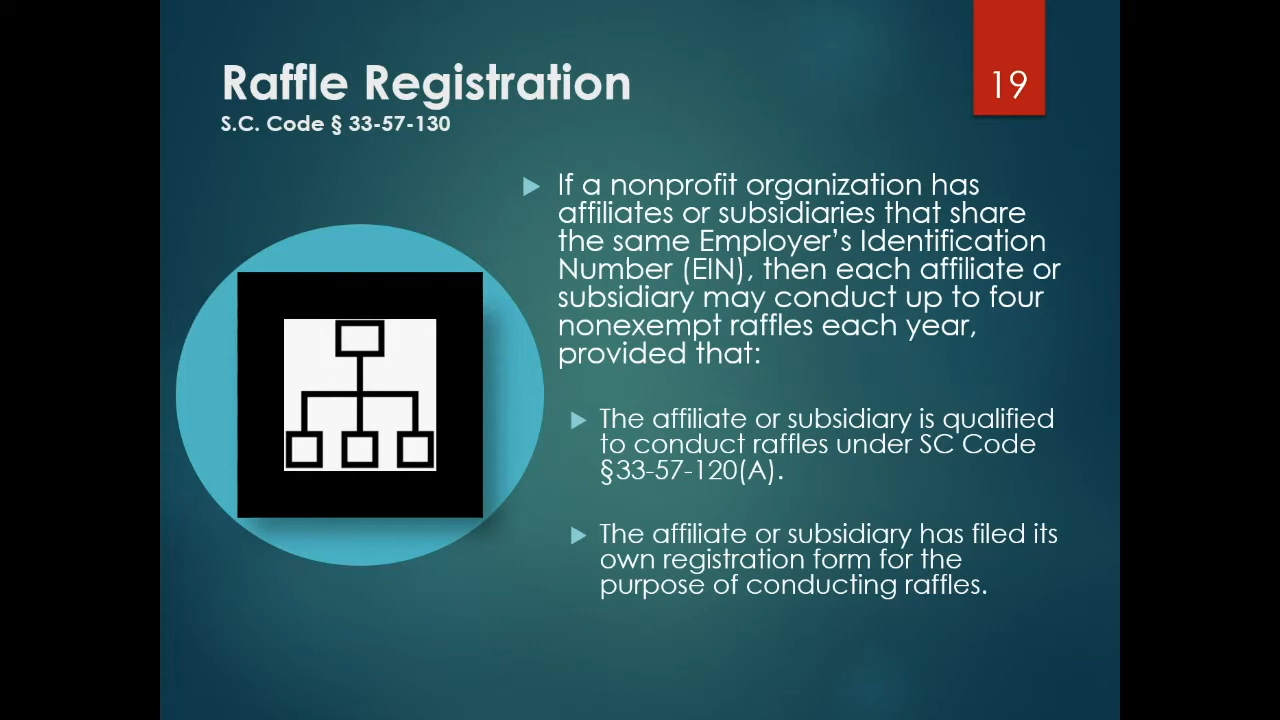 Raffle Registration
S.C. Code § 33-57-130
19
If a nonprofit organization has
affiliates or subsidiaries that share
the same Employer’s Identification
Number (EIN), then each affiliate or
subsidiary may conduct up to four
nonexempt raffles each year,
provided that:
The affiliate or subsidiary is qualified
to conduct raffles under SC Code
§33-57-120(A).
The affiliate or subsidiary has filed its
own registration form for the
purpose of conducting raffles.